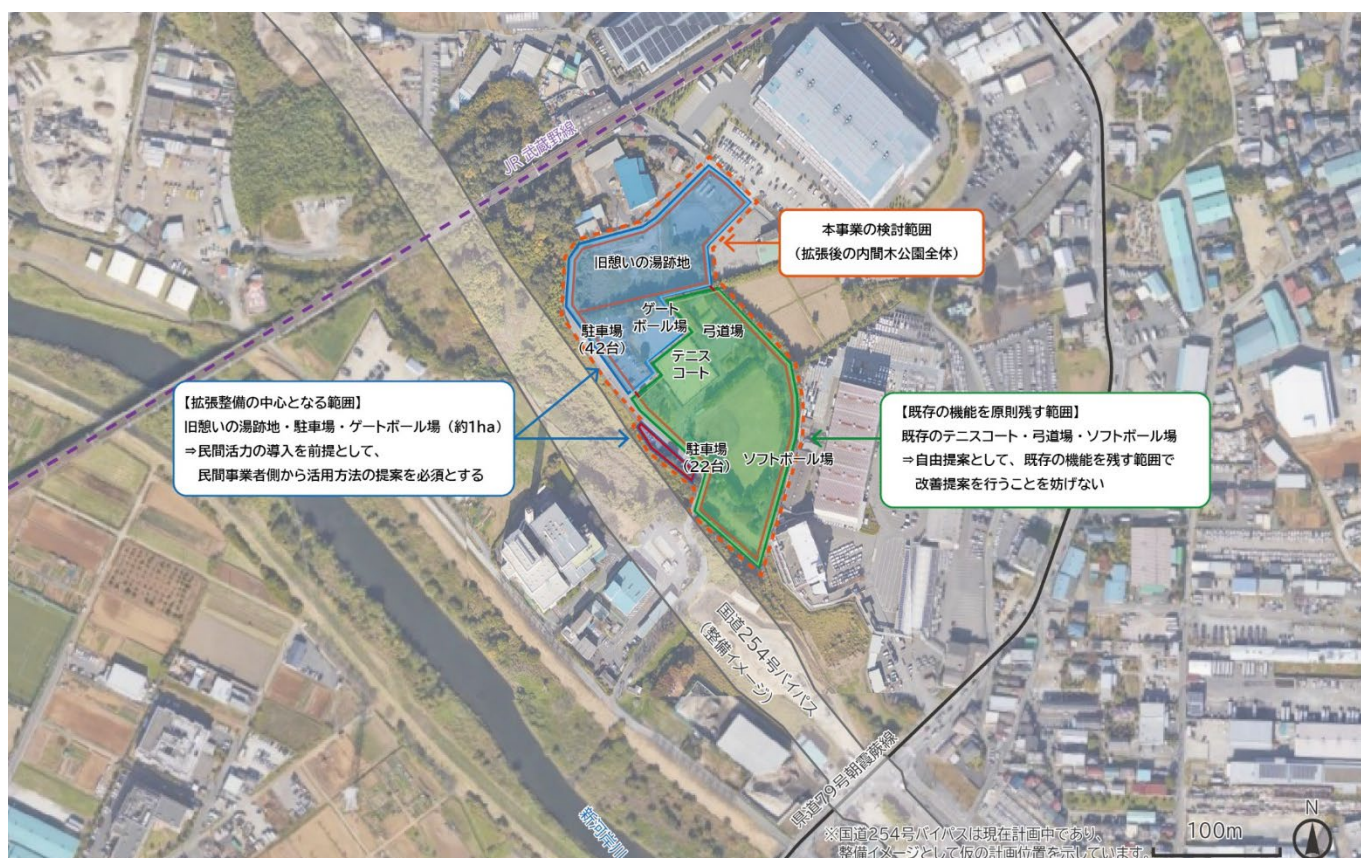 JR 武蔵野線
本事業の検討範囲
（拡張後の内間木公園全体）
旧憩いの湯跡地
ゲート
ボール場
弓道場
駐車場
（42台）
テニス
コート
【拡張整備の中心となる範囲】
旧憩いの湯跡地・駐車場・ゲートボール場（約1ha）
⇒民間活力の導入を前提として、
民間事業者側から活用方法の提案を必須とする
駐車場
（22台）
ソフトボール場
【既存の機能を原則残す範囲】
既存のテニスコート・弓道場・ソフトボール場
⇒自由提案として、既存の機能を残す範囲で
改善提案を行うことを妨げない
国道254号バイパス
（整備イメージ）
県道79号朝霞蕨線
新河岸川
※国道254号バイパスは現在計画中であり、
整備イメージとして仮の計画位置を示しています。
100m
N